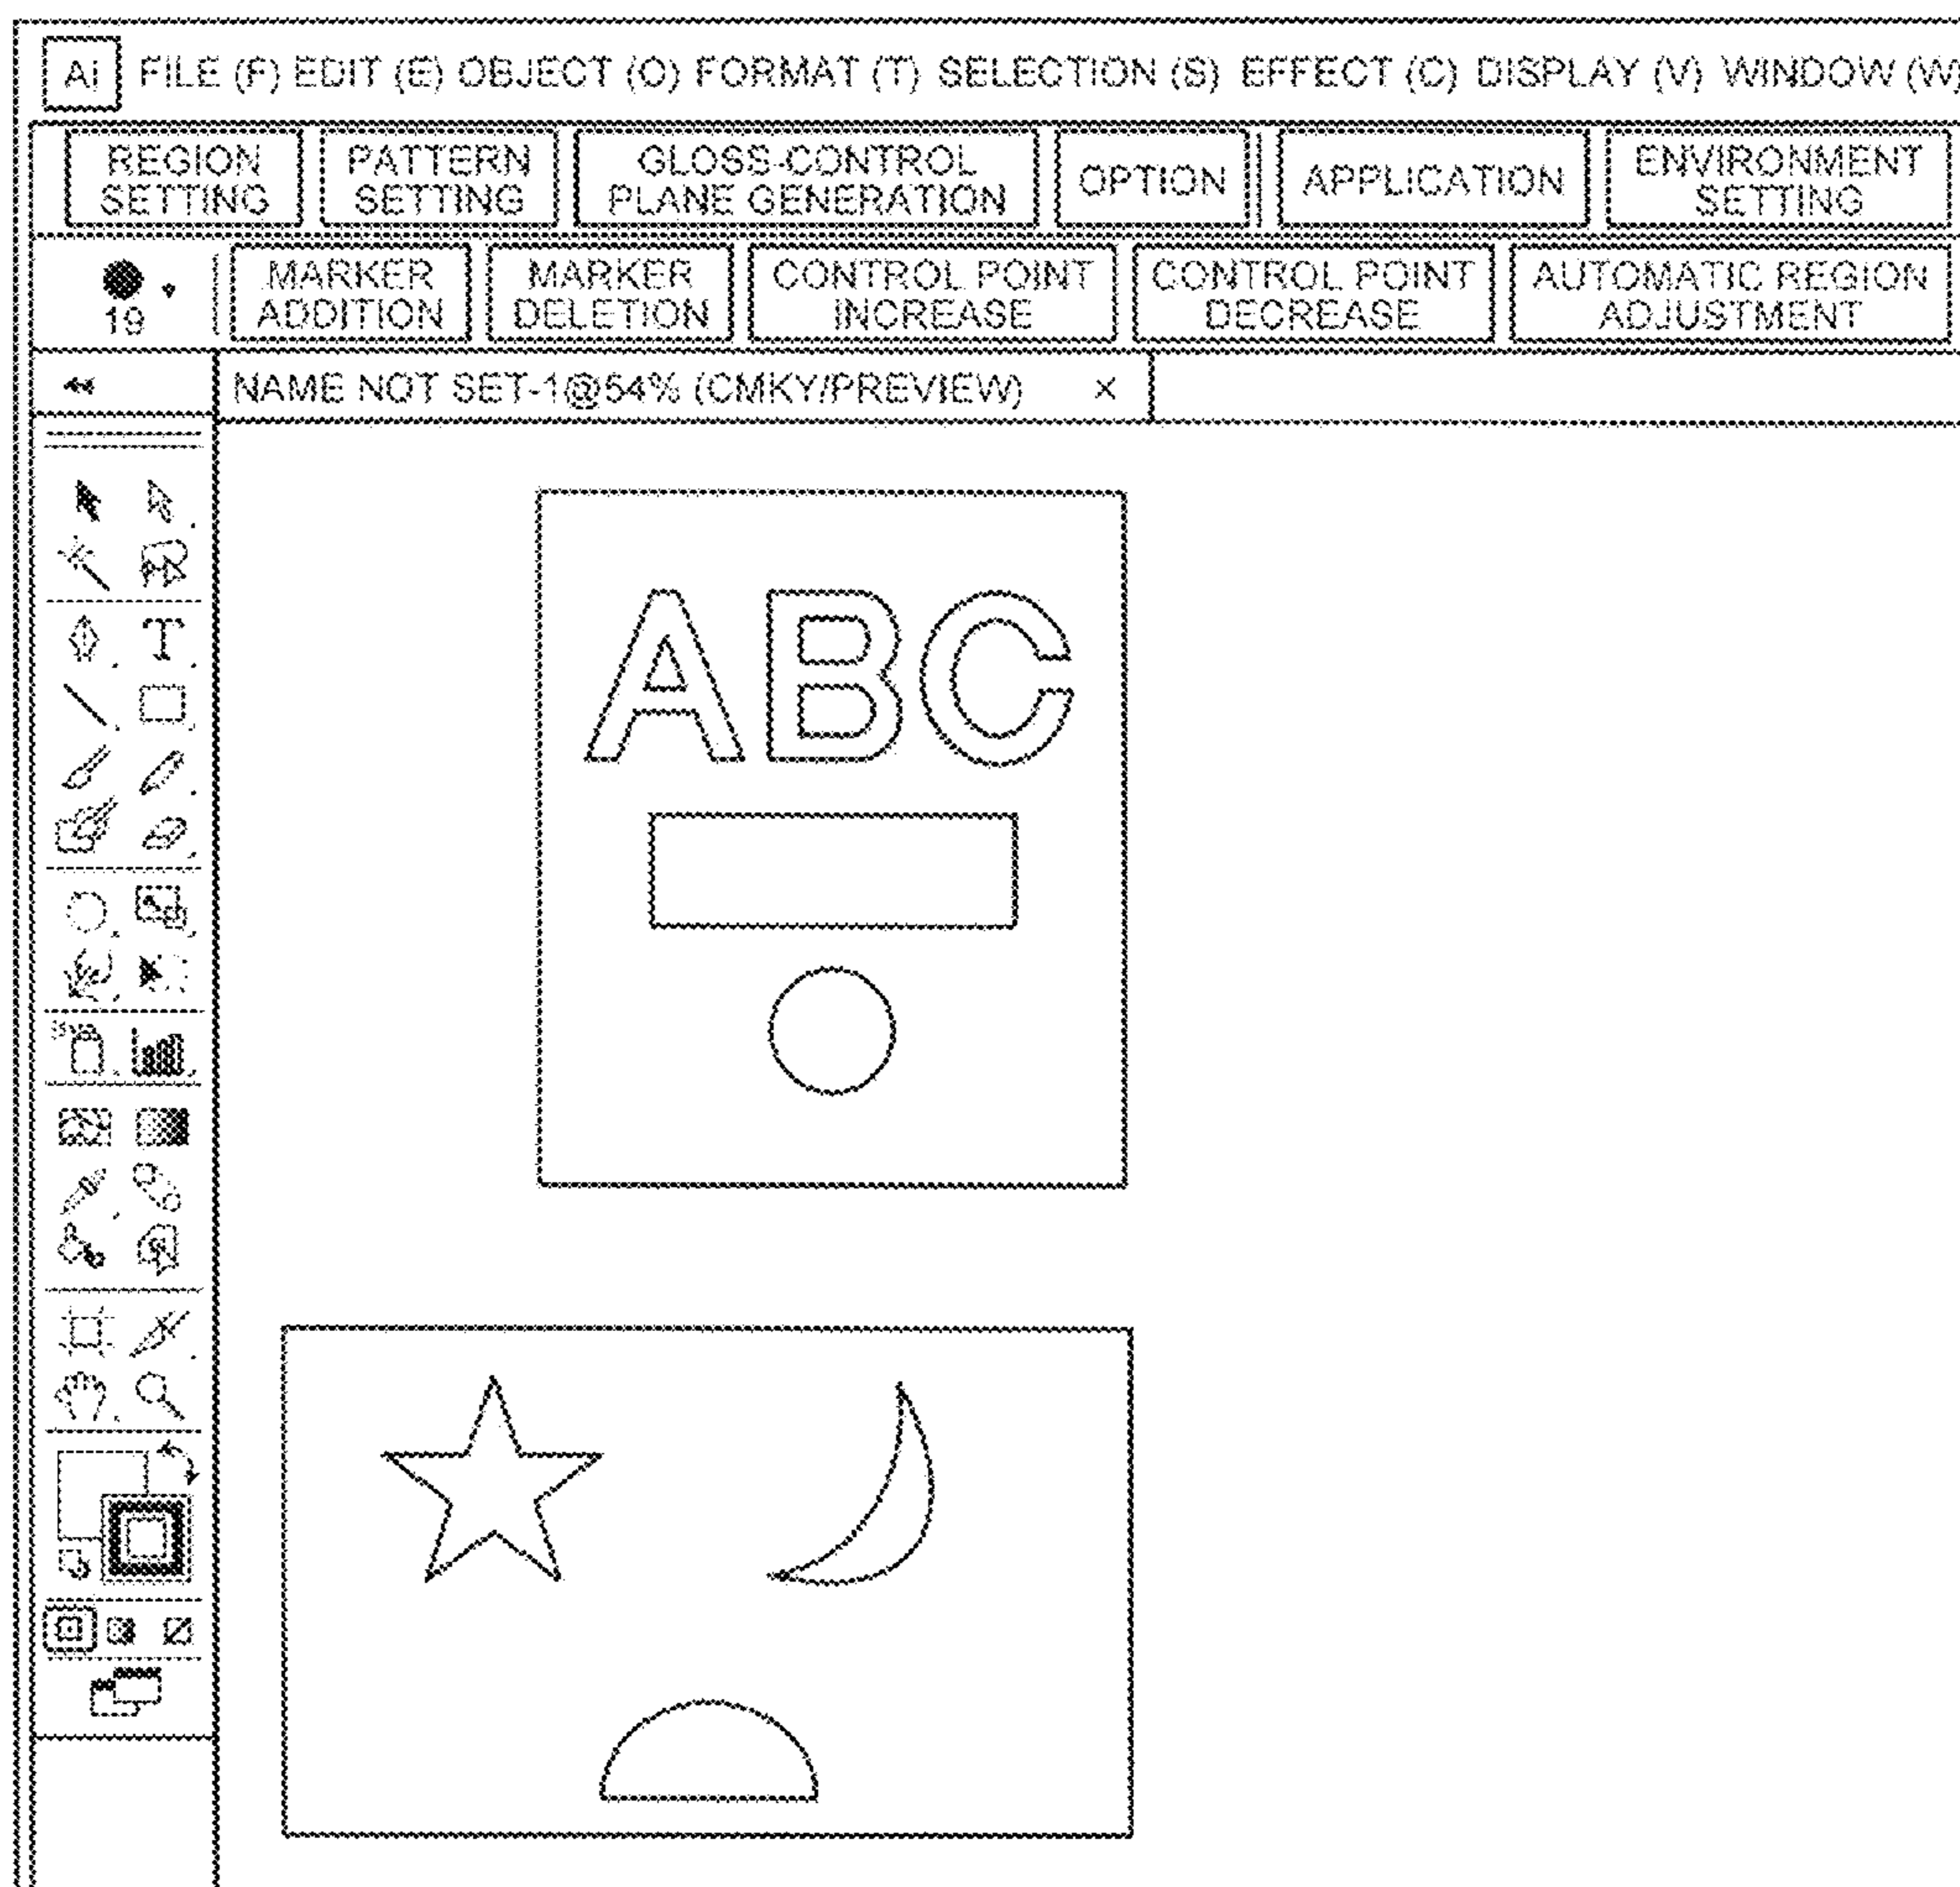 Ai FILE (F) EDIT (E) OBJECT (O) FORMAT (T) SELECTION (S) EFFECT (C) DISPLAY (V) WINDOW (W)
REGION SETTING
PATTERN SETTING
GLOSS-CONTROL PLANE GENERATION
OPTION
APPLICATION
ENVIRONMENT SETTING
19
MARKER ADDITION
MARKER DELETION
CONTROL POINT INCREASE
CONTROL POINT DECREASE
AUTOMATIC REGION ADJUSTMENT
NAME NOT SET-1@54% (CMKY/PREVIEW) ×
T
ABC